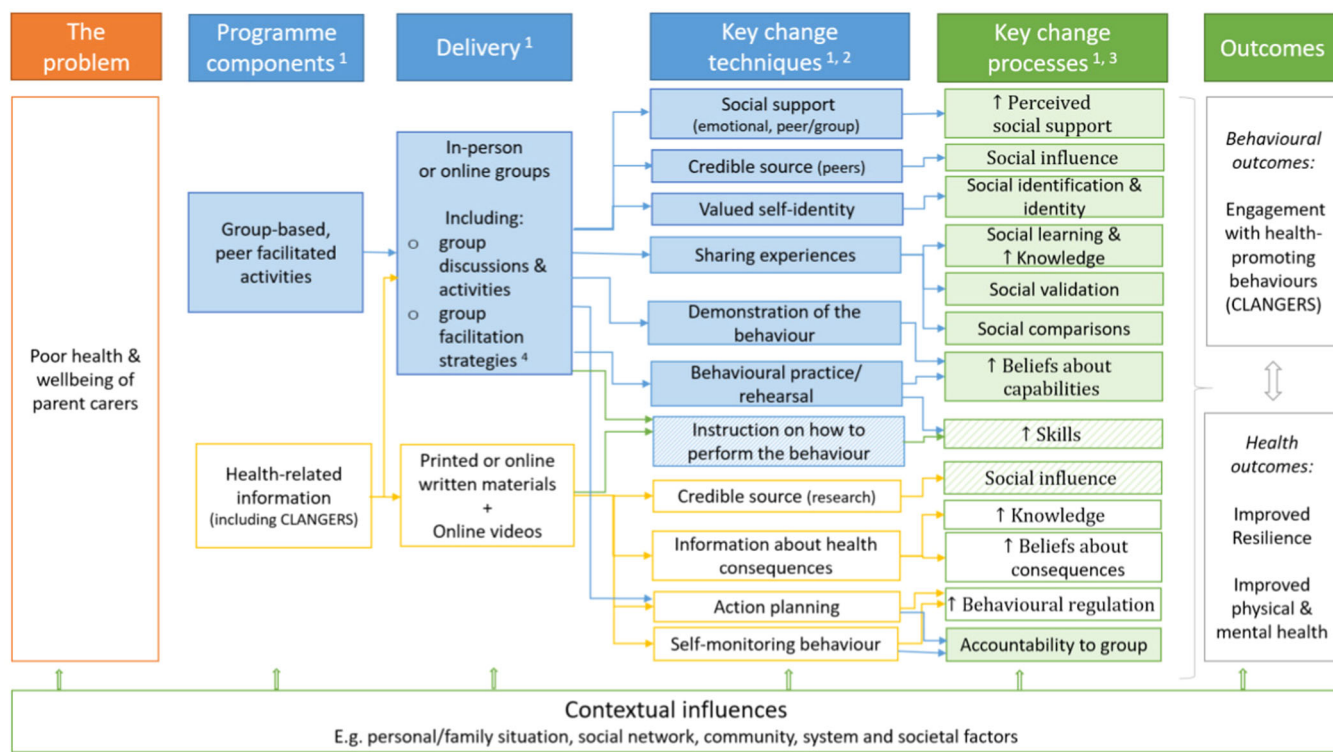 The
problem
Programme
components 1
Delivery 1
Key change
techniques 1, 2
Key change
processes 1, 3
Outcomes
Poor health &
wellbeing of
parent carers
Group-based,
peer facilitated
activities
Health-related
information
(including CLANGERS)
In-person
or online groups
Including:
o group
discussions &
activities
o group
facilitation
strategies 4
Printed or online
written materials
+
Online videos
Social support
(emotional, peer/group)
Credible source (peers)
Valued self-identity
Sharing experiences
Demonstration of the
behaviour
Behavioural practice/
rehearsal
Instruction on how to
perform the behaviour
Credible source (research)
Information about health
consequences
Action planning
Self-monitoring behaviour
↑ Perceived
social support
Social influence
Social identification &
identity
Social learning &
↑ Knowledge
Social validation
Social comparisons
↑ Beliefs about
capabilities
↑ Skills
Social influence
↑ Knowledge
↑ Beliefs about
consequences
↑ Behavioural regulation
Accountability to group
Behavioural
outcomes:
Engagement
with health-
promoting
behaviours
(CLANGERS)
Health
outcomes:
Improved
Resilience
Improved
physical &
mental health
Contextual influences
E.g. personal/family situation, social network, community, system and societal factors